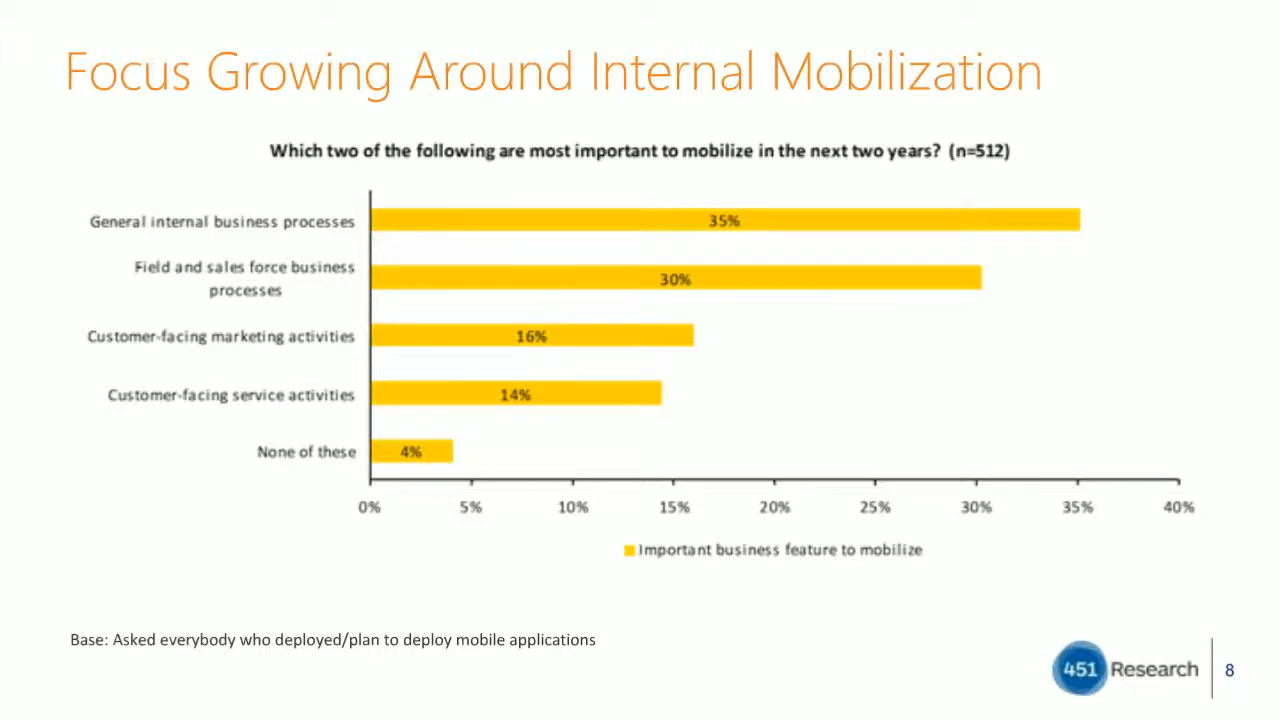 Focus Growing Around Internal Mobilization
Which two of the following are most important to mobilize in the next two years? (n=512)
General internal business processes
35%
Field and sales force business
processes
30%
Customer-facing marketing activities
16%
Customer-facing service activities
14%
None of these
4%
0% 5% 10% 15% 20% 25% 30% 35% 40%
Important business feature to mobilize
Base: Asked everybody who deployed/plan to deploy mobile applications
451 Research
8